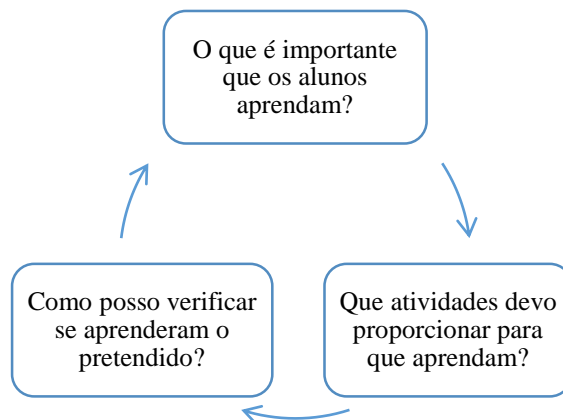 O que é importante
que os alunos
aprendam?
Que atividades devo
proporcionar para
que aprendam?
Como posso verificar
se aprenderam o
pretendido?